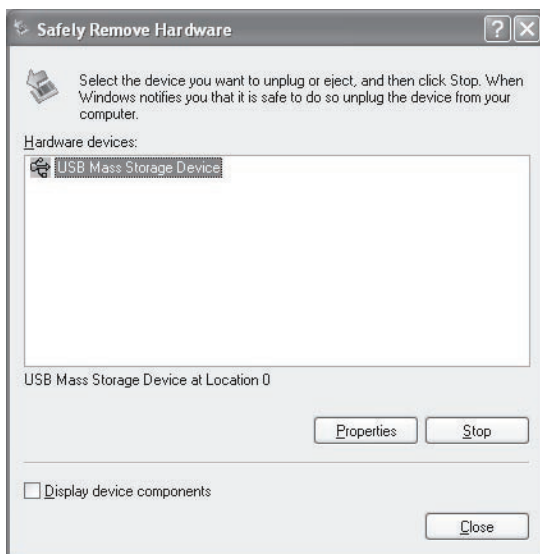 Safely Remove Hardware
Select the device you want to unplug or eject, and then click Stop. When
Windows notifies you that it is safe to do so unplug the device from your
computer.
Hardware devices:
USB Mass Storage Device
USB Mass Storage Device at Location 0
Properties Stop
Display device components
Close